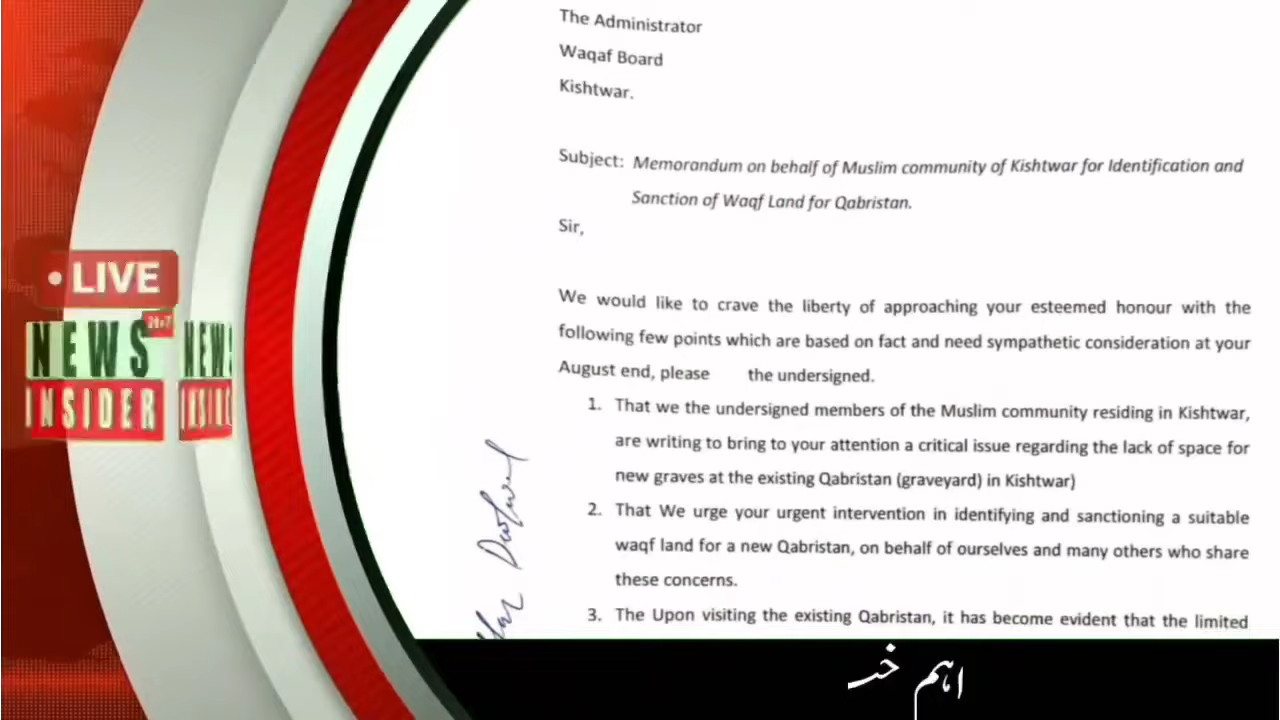 The Administrator
Waqaf Board
Kishtwar.
Subject: Memorandum on behalf of Muslim community of Kishtwar for Identification and
Sanction of Waqf Land for Qabristan.
Sir,
We would like to crave the liberty of approaching your esteemed honour with the
following few points which are based on fact and need sympathetic consideration at your
August end, please the undersigned.
1. That we the undersigned members of the Muslim community residing in Kishtwar,
are writing to bring to your attention a critical issue regarding the lack of space for
new graves at the existing Qabristan (graveyard) in Kishtwar)
2. That We urge your urgent intervention in identifying and sanctioning a suitable
waqf land for a new Qabristan, on behalf of ourselves and many others who share
these concerns.
3. The Upon visiting the existing Qabristan, it has become evident that the limited
LIVE
NEWS 24x7 NEWS
INSIDER INSID
اہم خبر